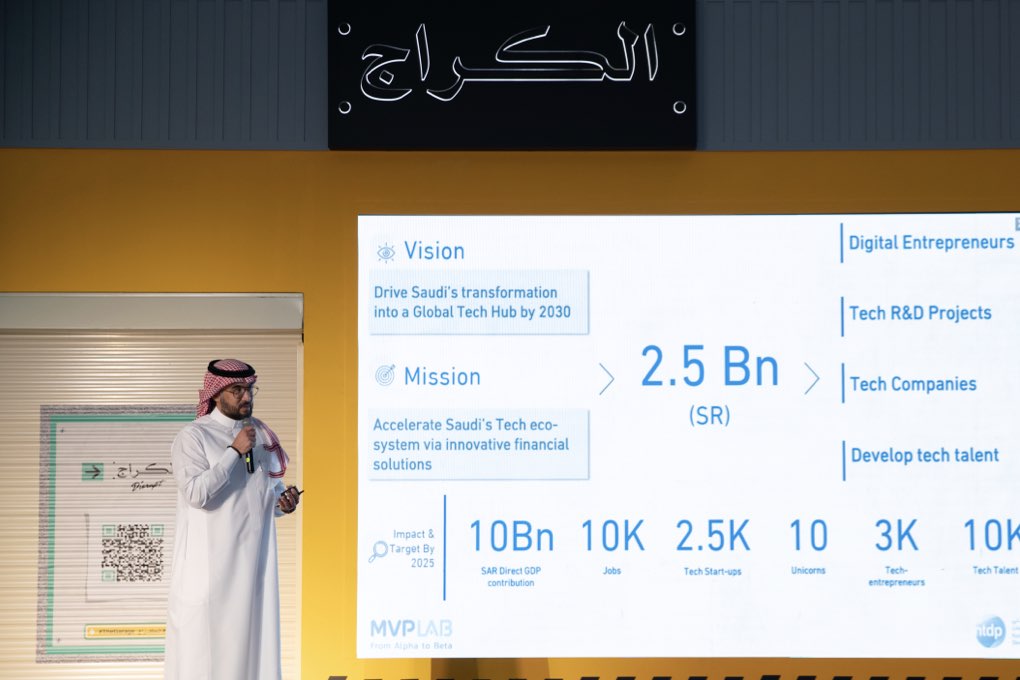 الكراج
Vision
Drive Saudi's transformation
into a Global Tech Hub by 2030
Mission
Accelerate Saudi's Tech eco-
system via innovative financial
solutions
2.5 Bn
(SR)
Digital Entrepreneurs
Tech R&D Projects
Tech Companies
Develop tech talent
Impact &
Target By
2025
10Bn
SAR Direct GDP
contribution
10K
Jobs
2.5K
Tech Start-ups
10
Unicorns
3K
Tech-
entrepreneurs
10K
Tech Talent
MVPLAB
From Alpha to Beta
ntdp
الكراج
Disrupt